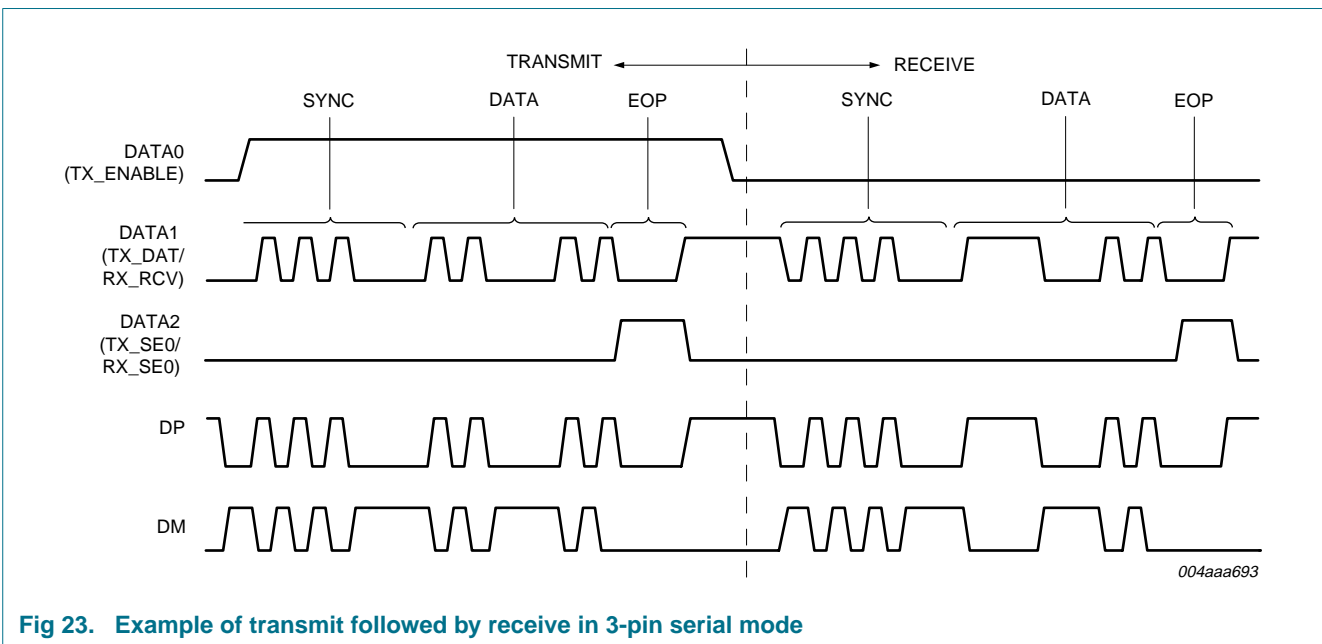 TRANSMIT
RECEIVE
SYNC
DATA
EOP
SYNC
DATA
EOP
DATA0
(TX_ENABLE)
DATA1
(TX_DAT/
RX_RCV)
DATA2
(TX_SE0/
RX_SE0)
DP
DM
004aaa693
Fig 23. Example of transmit followed by receive in 3-pin serial mode